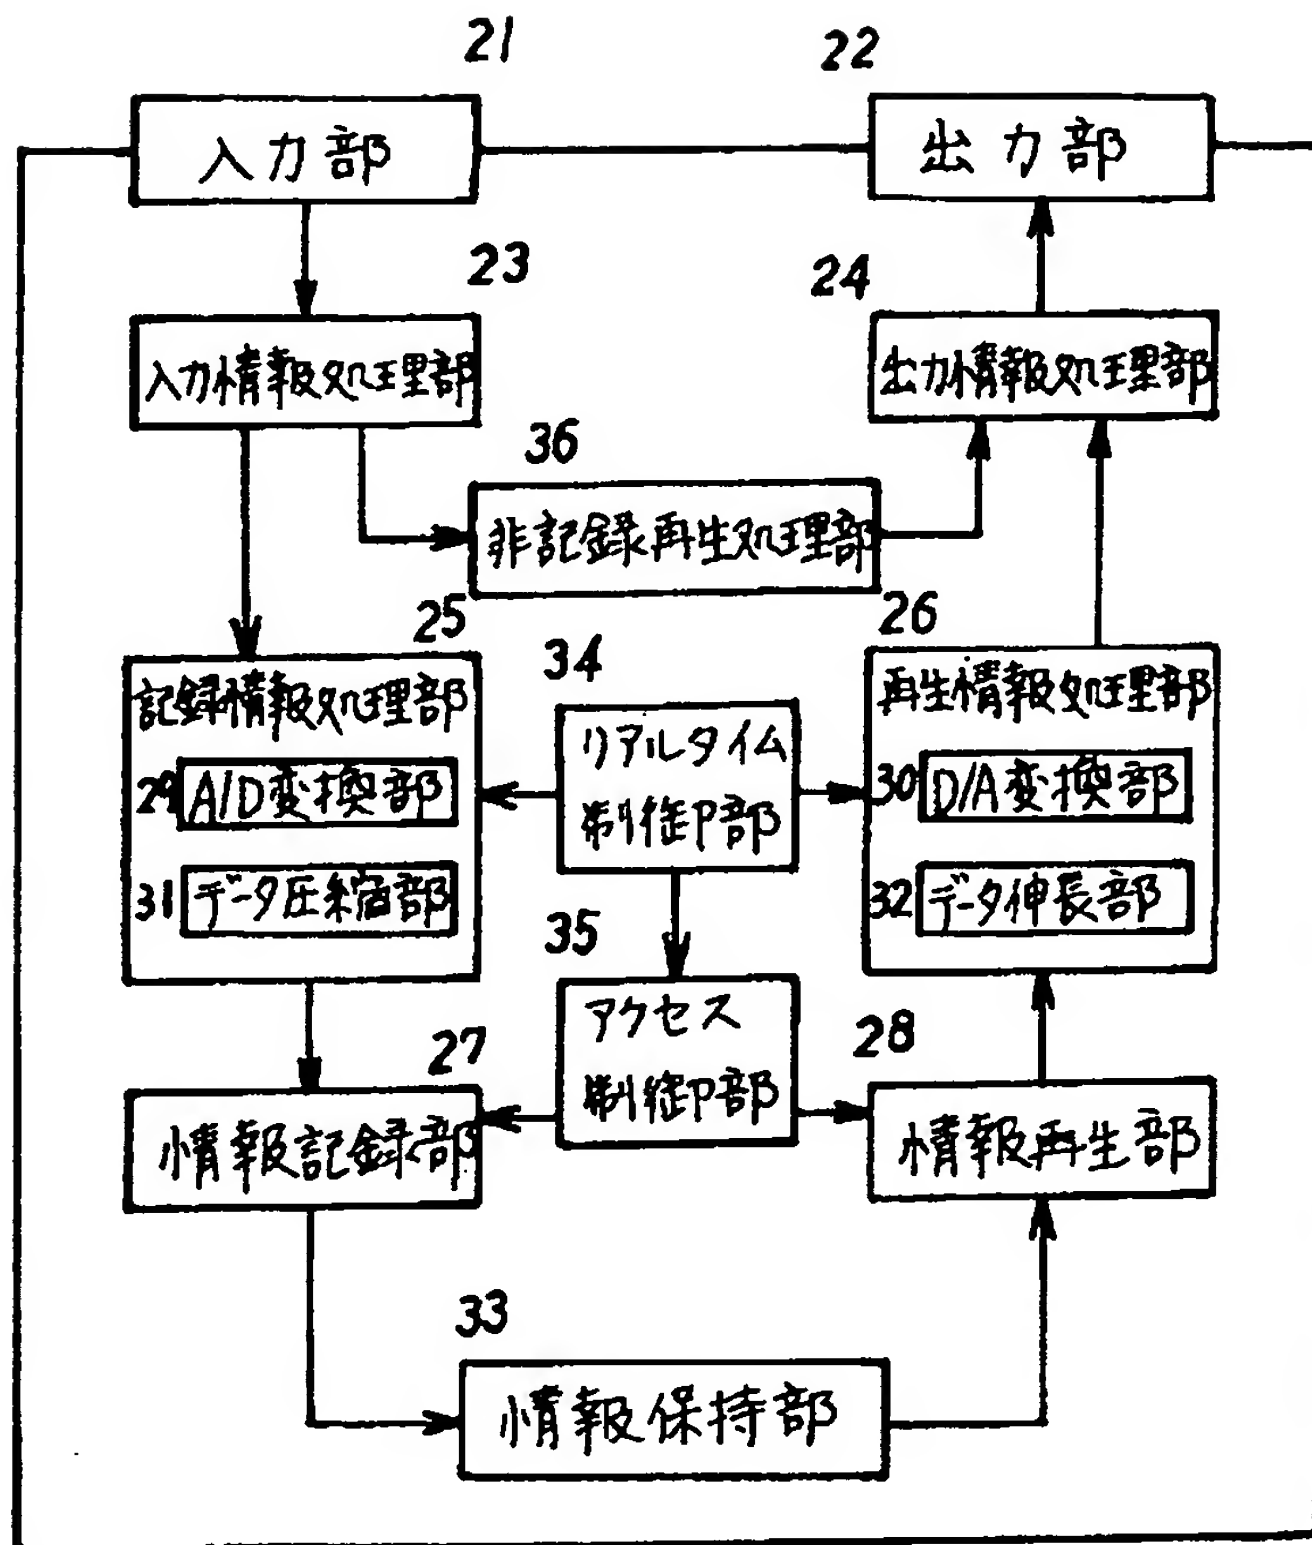 21
22
入力部
出力部
23
24
入力情報処理部
出力情報処理部
36
非記録再生処理部
25
26
34
記録情報処理部
リアルタイム
制御部
再生情報処理部
29
A/D変換部
30
D/A変換部
31
データ圧縮部
32
データ伸長部
35
アクセス
制御部
27
28
情報記録部
情報再生部
33
情報保持部